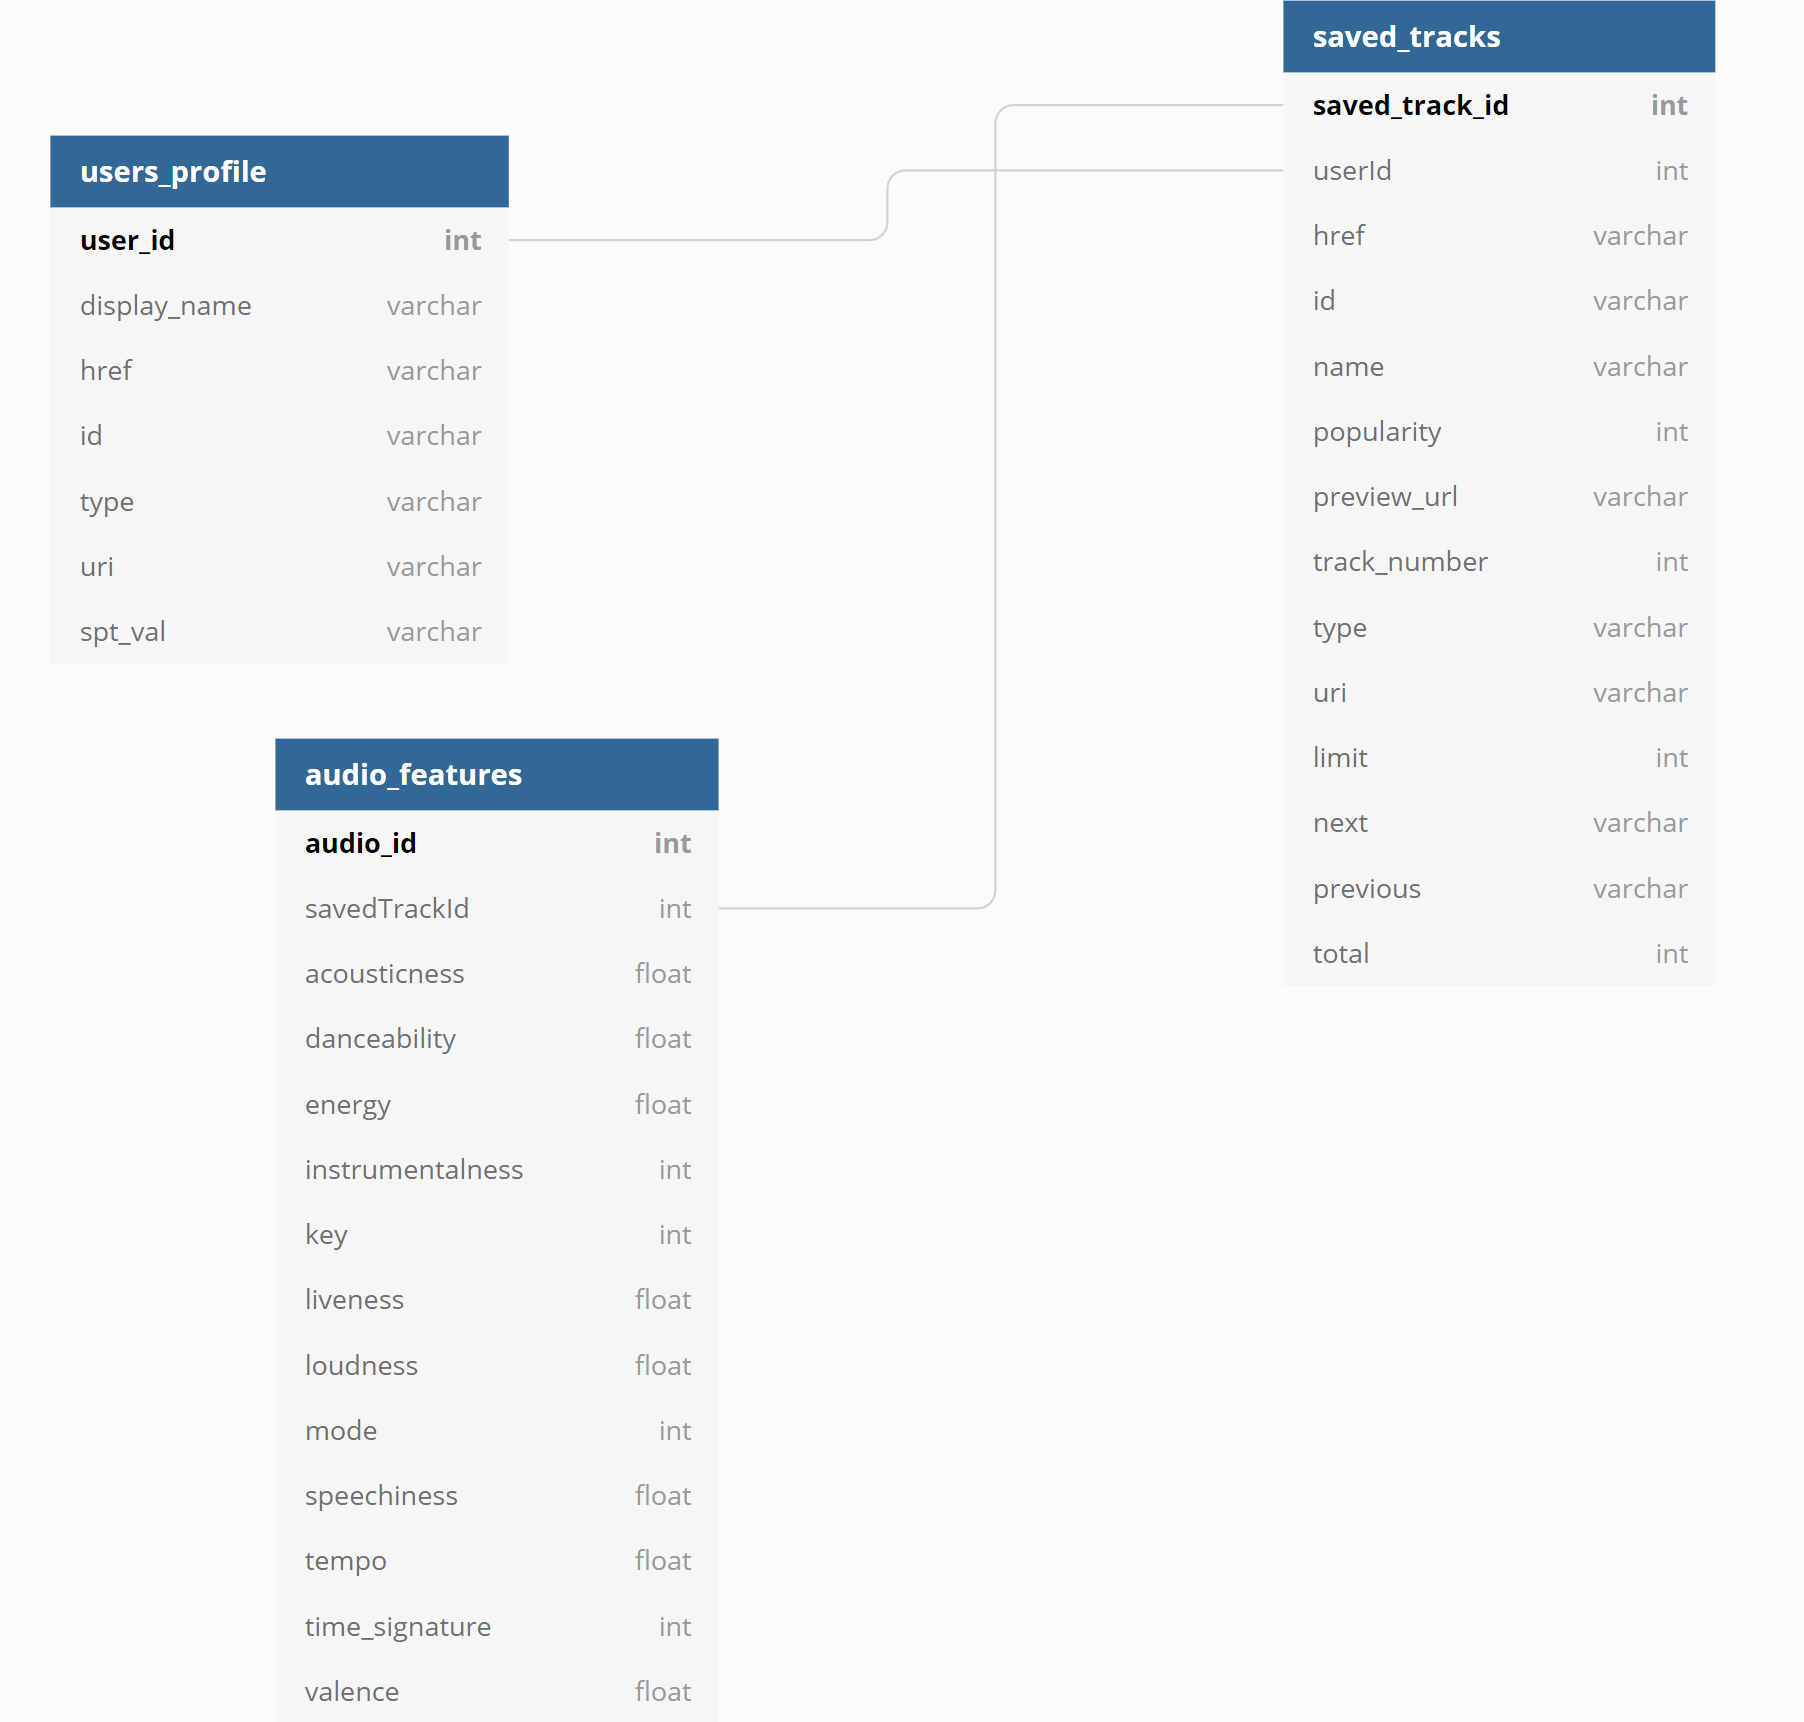 users_profile
user_id int
display_name varchar
href varchar
id varchar
type varchar
uri varchar
spt_val varchar
saved_tracks
saved_track_id int
userId int
href varchar
id varchar
name varchar
popularity int
preview_url varchar
track_number int
type varchar
uri varchar
limit int
next varchar
previous varchar
total int
audio_features
audio_id int
savedTrackId int
acousticness float
danceability float
energy float
instrumentalness int
key int
liveness float
loudness float
mode int
speechiness float
tempo float
time_signature int
valence float